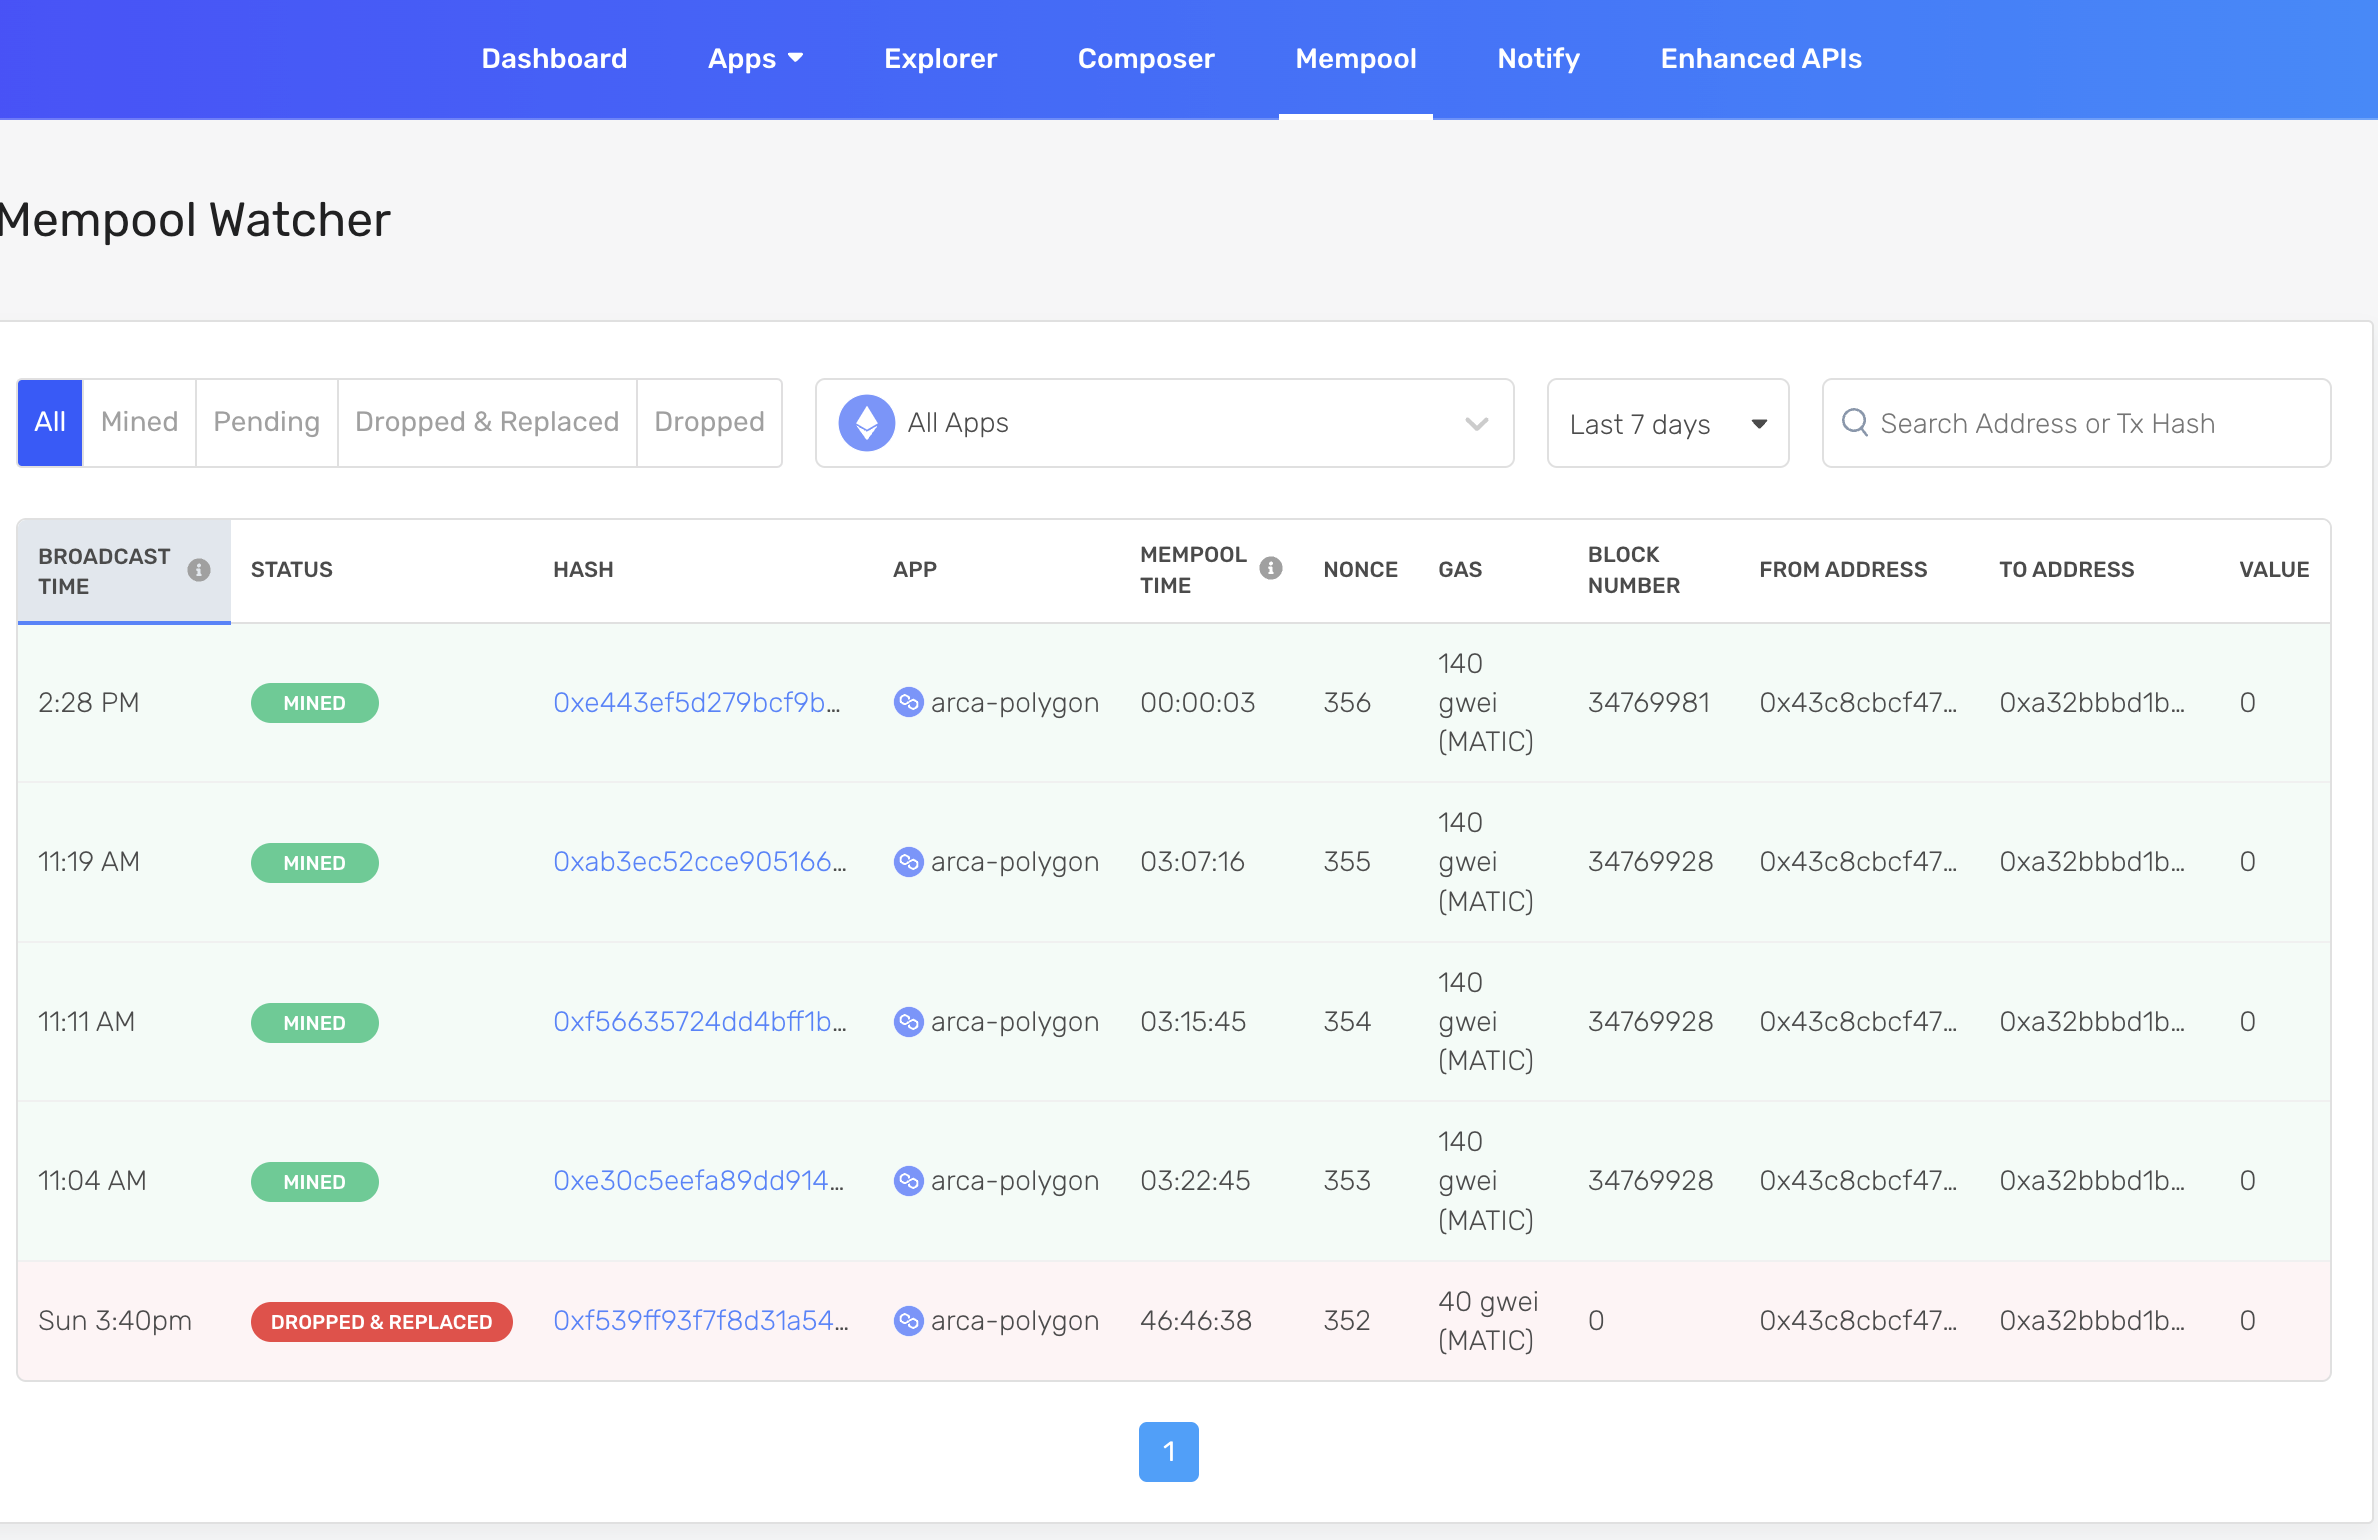 Dashboard Apps Explorer Composer Mempool Notify Enhanced APIs
Mempool Watcher
All Mined Pending Dropped & Replaced Dropped All Apps Last 7 days Search Address or Tx Hash
BROADCAST TIME STATUS HASH APP MEMPOOL TIME NONCE GAS BLOCK NUMBER FROM ADDRESS TO ADDRESS VALUE
2:28 PM MINED 0xe443ef5d279bcf9b... arca-polygon 00:00:03 356 140 gwei (MATIC) 34769981 0x43c8cbcf47... 0xa32bbbd1b... 0
11:19 AM MINED 0xab3ec52cce905166... arca-polygon 03:07:16 355 140 gwei (MATIC) 34769928 0x43c8cbcf47... 0xa32bbbd1b... 0
11:11 AM MINED 0xf56635724dd4bff1b... arca-polygon 03:15:45 354 140 gwei (MATIC) 34769928 0x43c8cbcf47... 0xa32bbbd1b... 0
11:04 AM MINED 0xe30c5eefa89dd914... arca-polygon 03:22:45 353 140 gwei (MATIC) 34769928 0x43c8cbcf47... 0xa32bbbd1b... 0
Sun 3:40pm DROPPED & REPLACED 0xf539ff93f7f8d31a54... arca-polygon 46:46:38 352 40 gwei (MATIC) 0 0x43c8cbcf47... 0xa32bbbd1b... 0
1